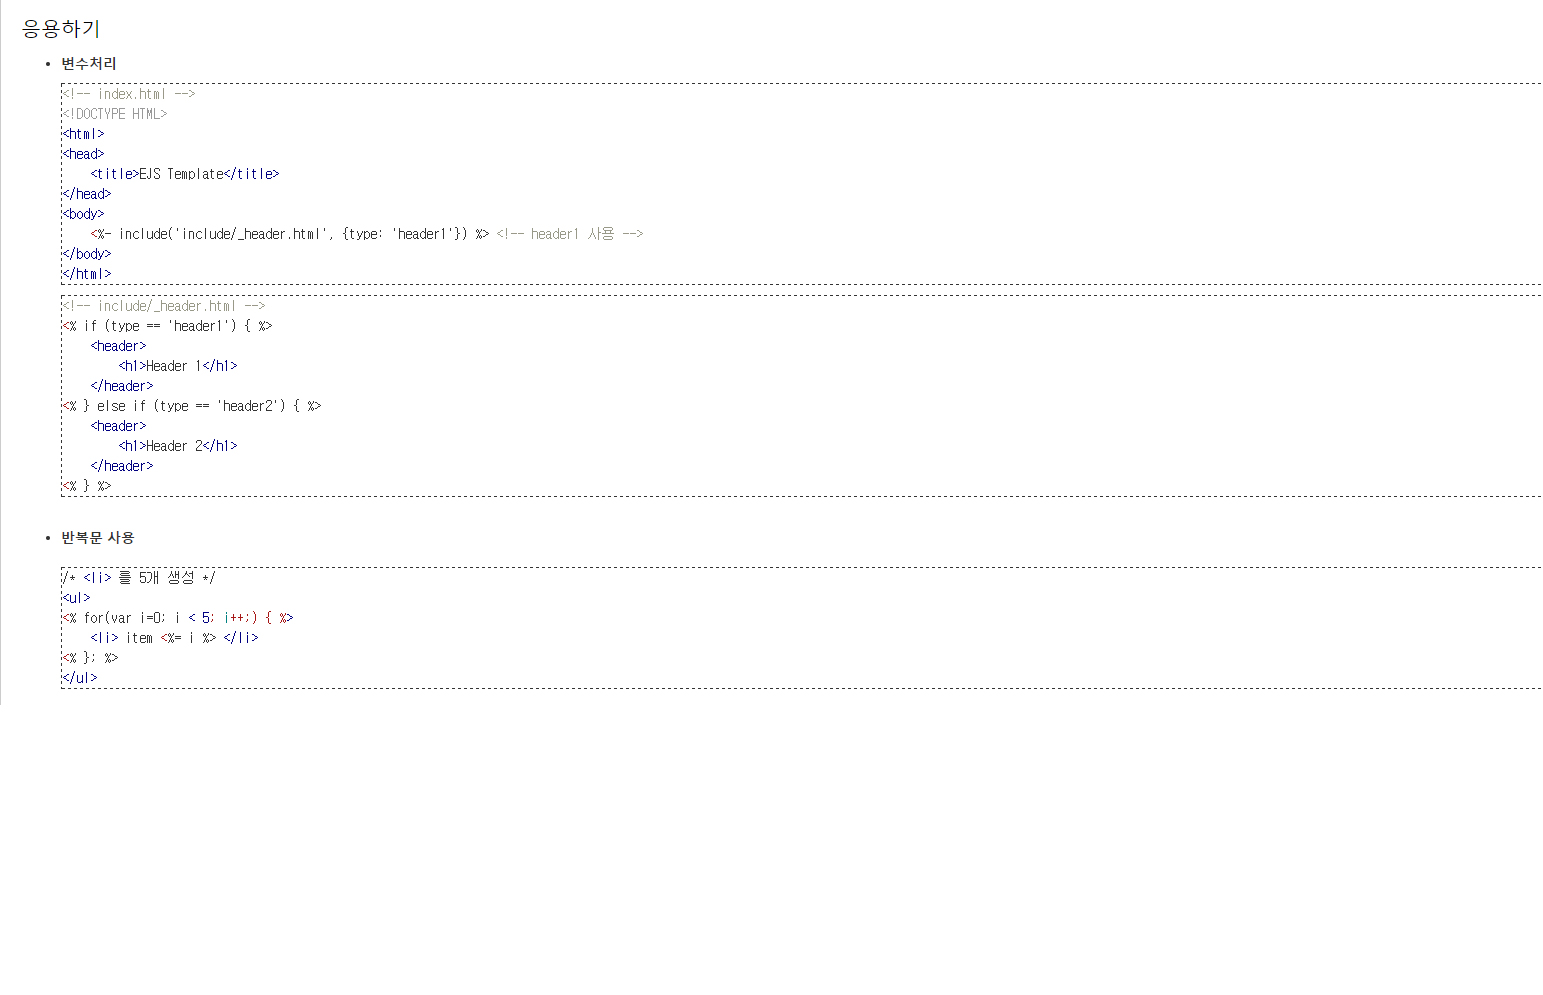 응용하기
변수처리
<!-- index.html -->
<!DOCTYPE HTML>
<html>
<head>
    <title>EJS Template</title>
</head>
<body>
    <%- include('include/_header.html', {type: 'header1'}) %> <!-- header1 사용 -->
</body>
</html>
<!-- include/_header.html -->
<% if (type == 'header1') { %>
    <header>
        <h1>Header 1</h1>
    </header>
<% } else if (type == 'header2') { %>
    <header>
        <h1>Header 2</h1>
    </header>
<% } %>
반복문 사용
/* <li> 를 5개 생성 */
<ul>
<% for(var i=0; i < 5; i++;) { %>
    <li> item <%= i %> </li>
<% }; %>
</ul>